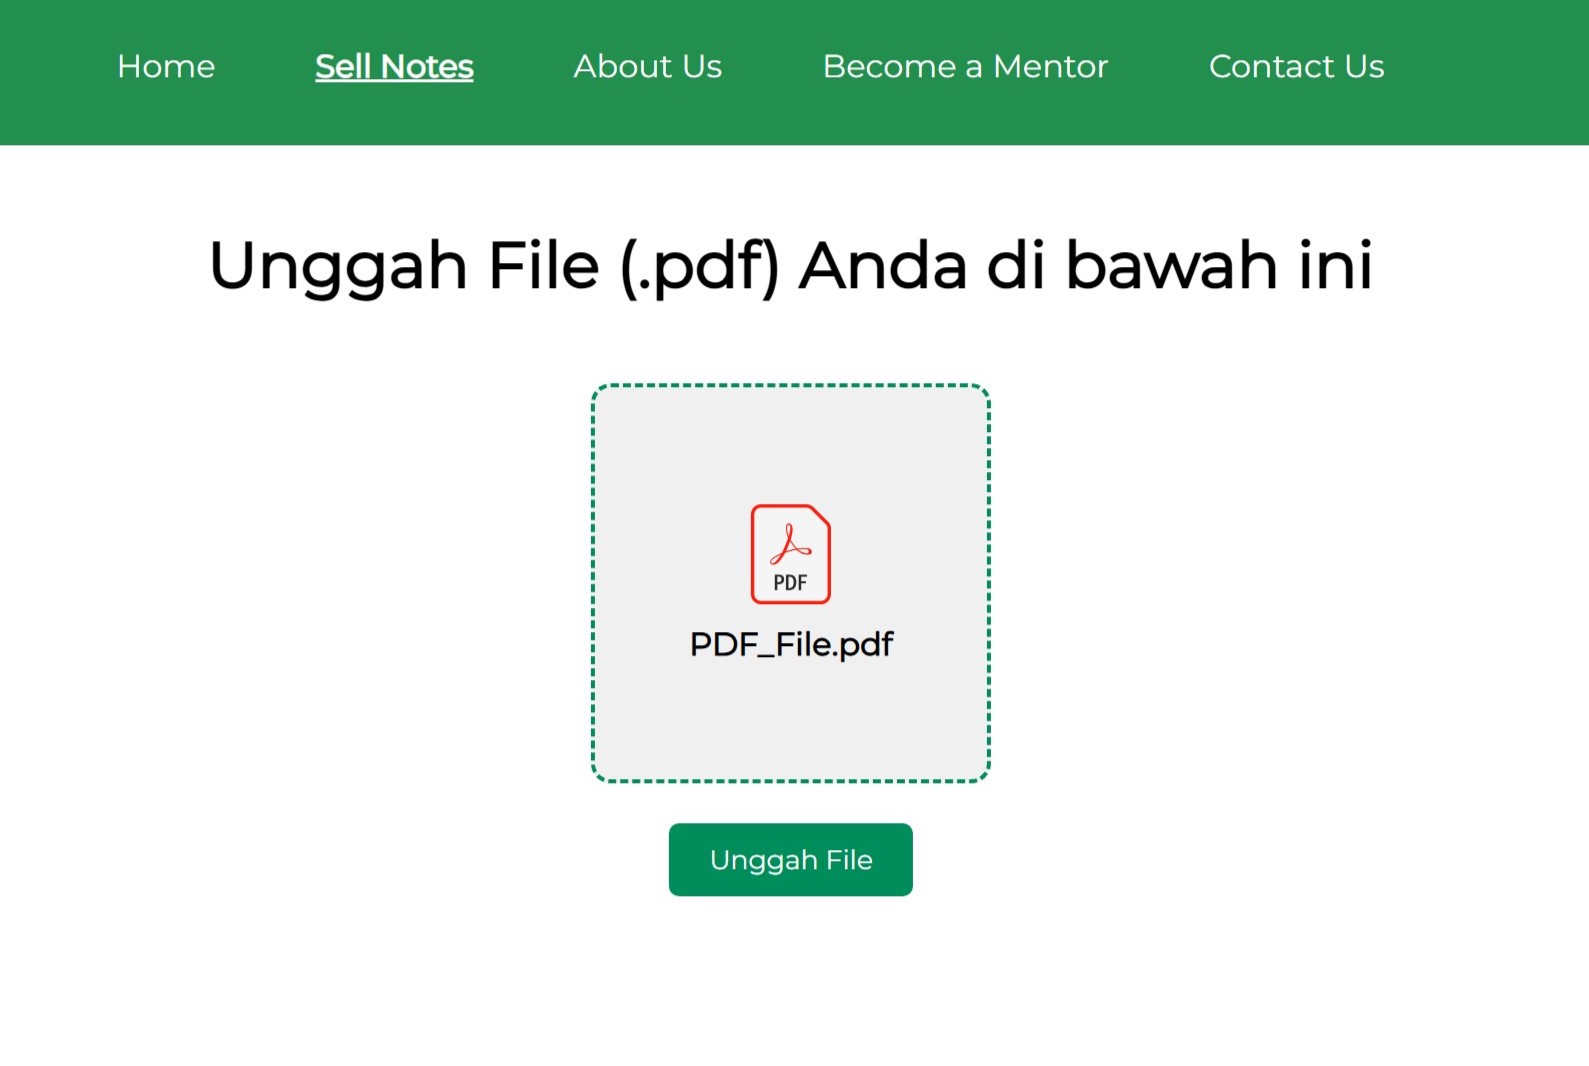 Home Sell Notes About Us Become a Mentor Contact Us
Unggah File (.pdf) Anda di bawah ini
PDF
PDF_File.pdf
Unggah File